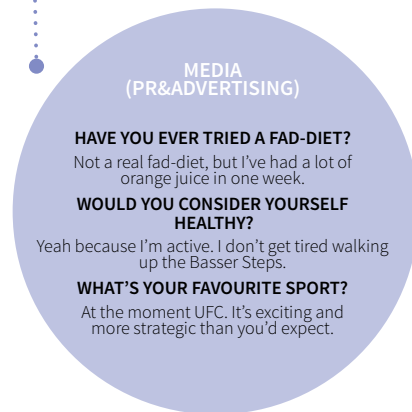 MEDIA
(PR&ADVERTISING)
HAVE YOU EVER TRIED A FAD-DIET?
Not a real fad-diet, but I've had a lot of
orange juice in one week.
WOULD YOU CONSIDER YOURSELF
HEALTHY?
Yeah because I'm active. I don't get tired walking
up the Basser Steps.
WHAT'S YOUR FAVOURITE SPORT?
At the moment UFC. It's exciting and
more strategic than you'd expect.